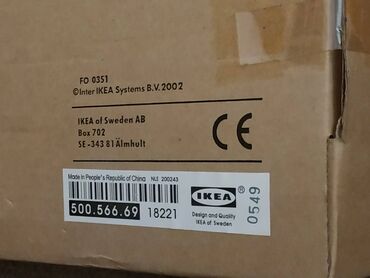 FO 0351
©Inter IKEA Systems B.V. 2002
IKEA of Sweden AB
Box 702
SE -343 81 Älmhult
CE
Made in People's Republic of China NLS 200243
500.566.69 18221
IKEA®
Design and Quality
IKEA of Sweden
0549